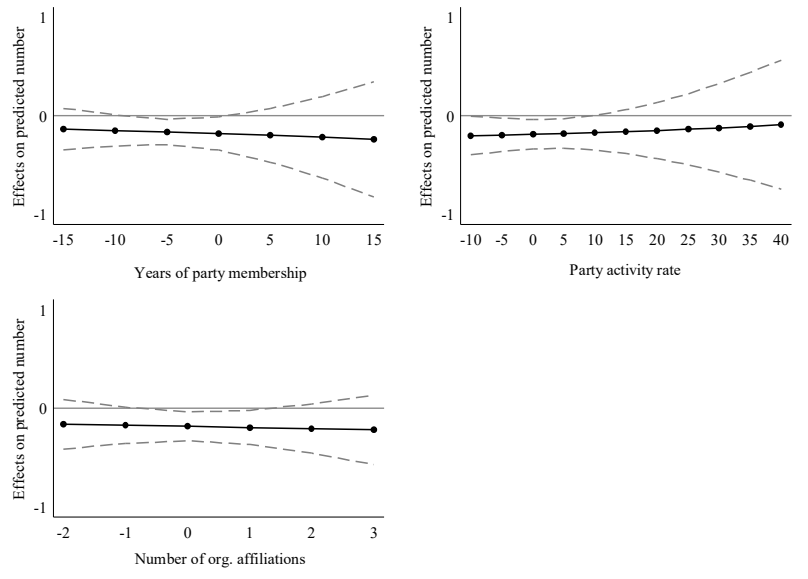 Effects on predicted number
1
0
-1
-15 -10 -5 0 5 10 15
Years of party membership
Effects on predicted number
1
0
-1
-10 -5 0 5 10 15 20 25 30 35 40
Party activity rate
Effects on predicted number
1
0
-1
-2 -1 0 1 2 3
Number of org. affiliations